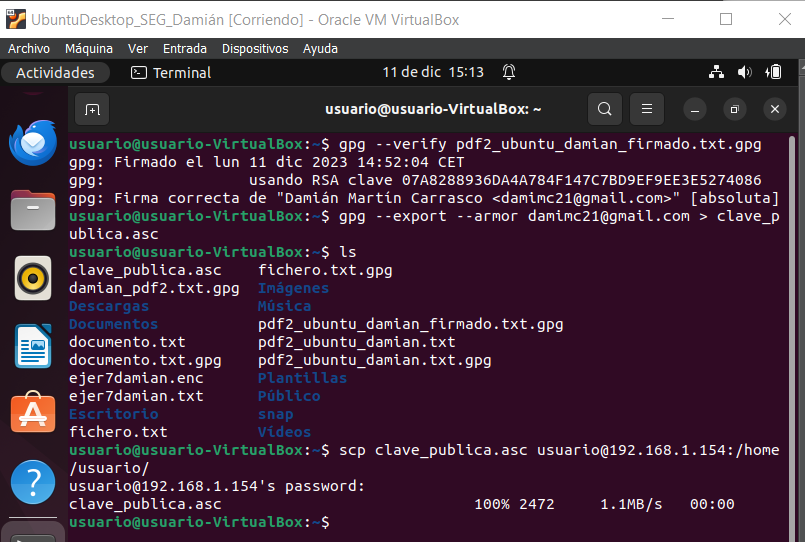 UbuntuDesktop_SEG_Damián [Corriendo] - Oracle VM VirtualBox
Archivo Máquina Ver Entrada Dispositivos Ayuda
Actividades Terminal 11 de dic 15:13
usuario@usuario-VirtualBox: ~
usuario@usuario-VirtualBox:~$ gpg --verify pdf2_ubuntu_damian_firmado.txt.gpg
gpg: Firmado el lun 11 dic 2023 14:52:04 CET
gpg:                usando RSA clave 07A8288936DA4A784F147C7BD9EF9EE3E5274086
gpg: Firma correcta de "Damián Martín Carrasco <damimc21@gmail.com>" [absoluta]
usuario@usuario-VirtualBox:~$ gpg --export --armor damimc21@gmail.com > clave_p
ublica.asc
usuario@usuario-VirtualBox:~$ ls
clave_publica.asc    fichero.txt.gpg
damian_pdf2.txt.gpg  Imágenes
Descargas            Música
Documentos           pdf2_ubuntu_damian_firmado.txt.gpg
documento.txt        pdf2_ubuntu_damian.txt
documento.txt.gpg    pdf2_ubuntu_damian.txt.gpg
ejer7damian.enc      Plantillas
ejer7damian.txt      Público
Escritorio           snap
fichero.txt          Vídeos
usuario@usuario-VirtualBox:~$ scp clave_publica.asc usuario@192.168.1.154:/home
/usuario/
usuario@192.168.1.154's password:
clave_publica.asc                            100% 2472     1.1MB/s   00:00
usuario@usuario-VirtualBox:~$